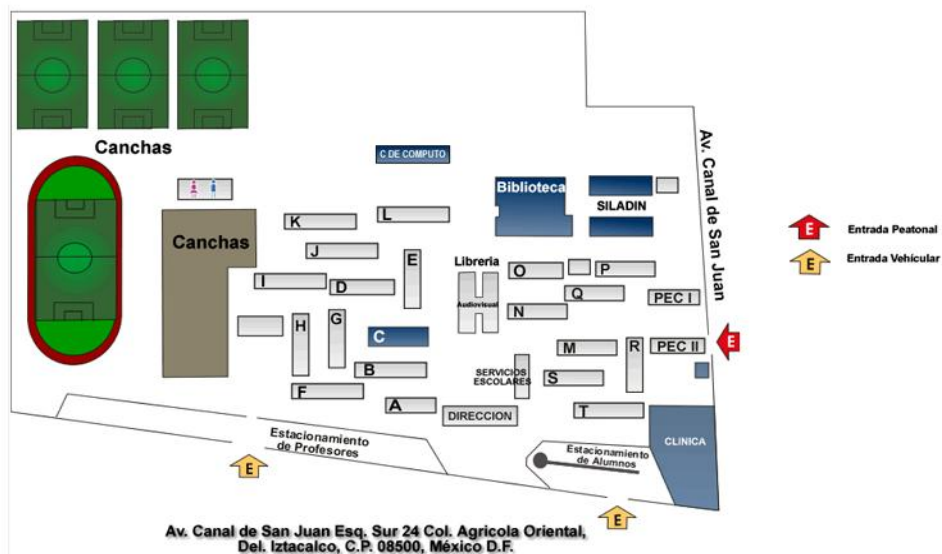 Canchas
C DE COMPUTO
Biblioteca
SILADIN
Av. Canal de San Juan
E
Entrada Peatonal
E
Entrada Vehícular
Canchas
K
L
J
E
I
D
Libreria
Audiovisual
O
P
Q
N
PEC I
H
G
C
B
F
A
M
R
PEC II
E
SERVICIOS
ESCOLARES
S
DIRECCION
T
CLINICA
Estacionamiento
de Profesores
Estacionamiento
de Alumnos
E
E
Av. Canal de San Juan Esq. Sur 24 Col. Agricola Oriental,
Del. Iztacalco, C.P. 08500, México D.F.